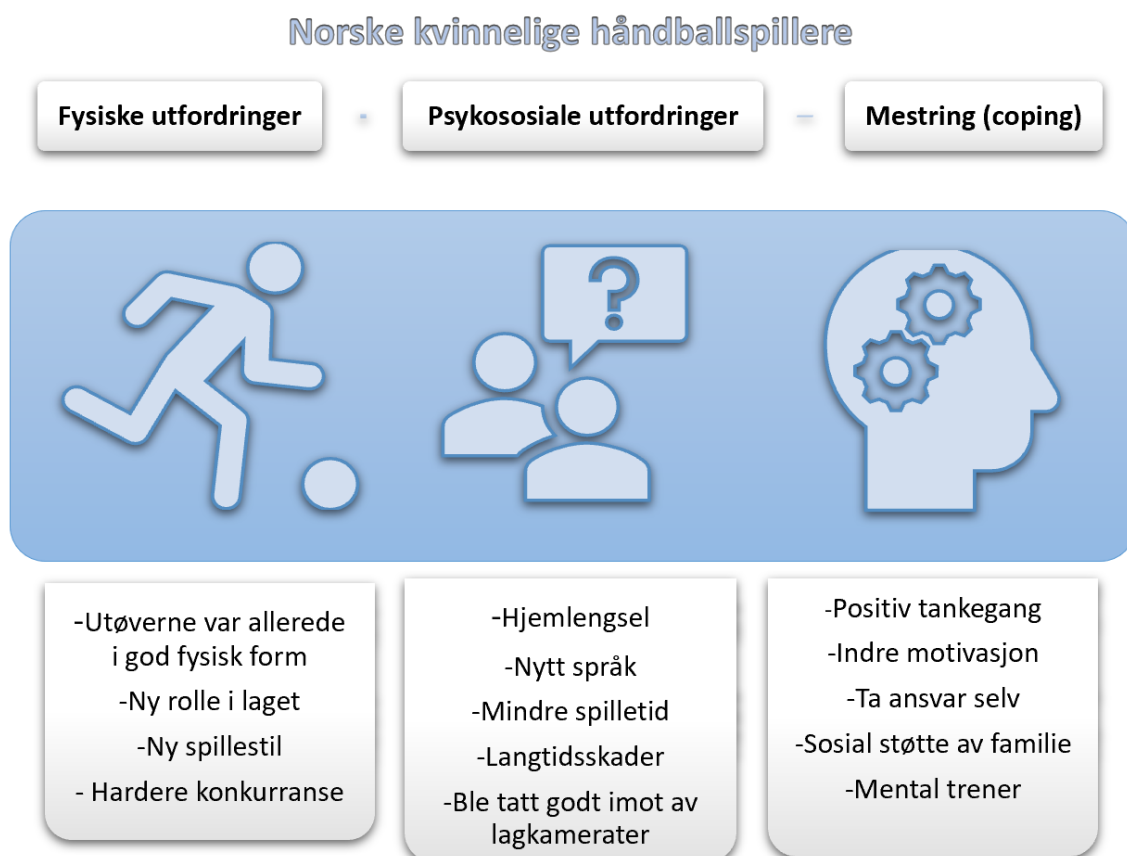 Norske kvinnelige håndballspillere
Fysiske utfordringer
Psykososiale utfordringer
Mestring (coping)
?
-Utøverne var allerede
i god fysisk form
-Ny rolle i laget
-Ny spillestil
- Hardere konkurranse
-Hjemlengsel
-Nytt språk
-Mindre spilletid
-Langtidsskader
-Ble tatt godt imot av
lagkamerater
-Positiv tankegang
-Indre motivasjon
-Ta ansvar selv
-Sosial støtte av familie
-Mental trener